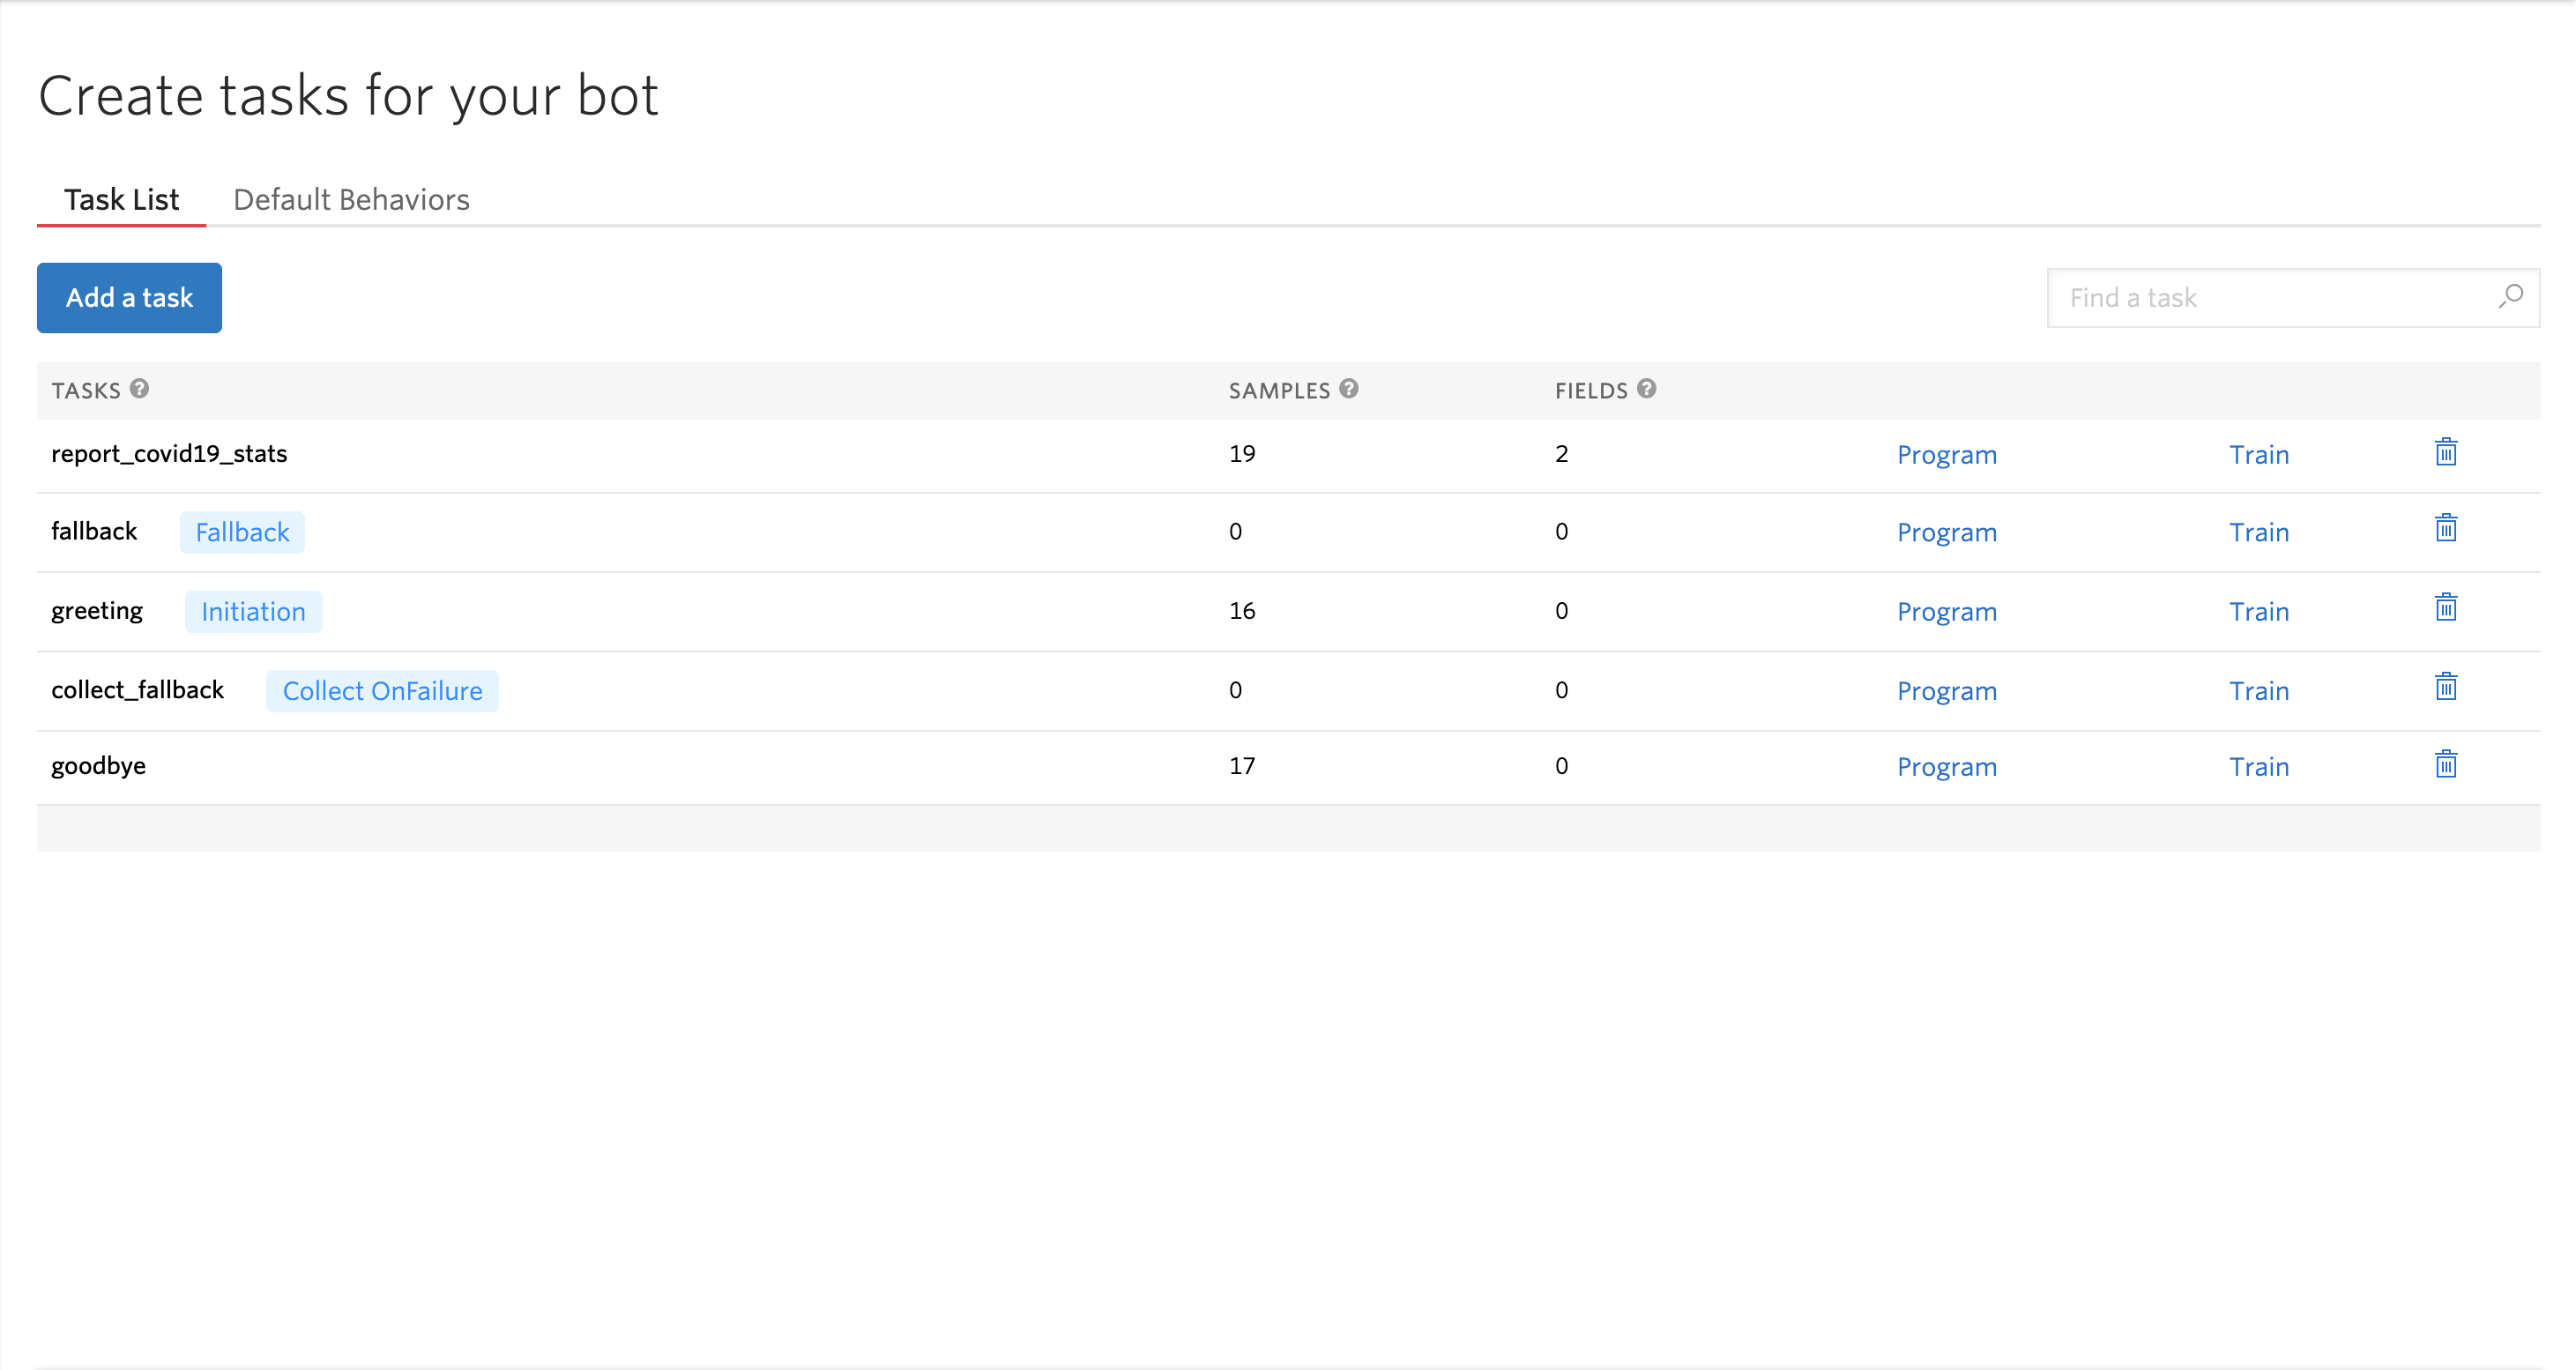 Create tasks for your bot
Task List Default Behaviors
Add a task Find a task
TASKS ? SAMPLES ? FIELDS ?
report_covid19_stats 19 2 Program Train
fallback Fallback 0 0 Program Train
greeting Initiation 16 0 Program Train
collect_fallback Collect OnFailure 0 0 Program Train
goodbye 17 0 Program Train